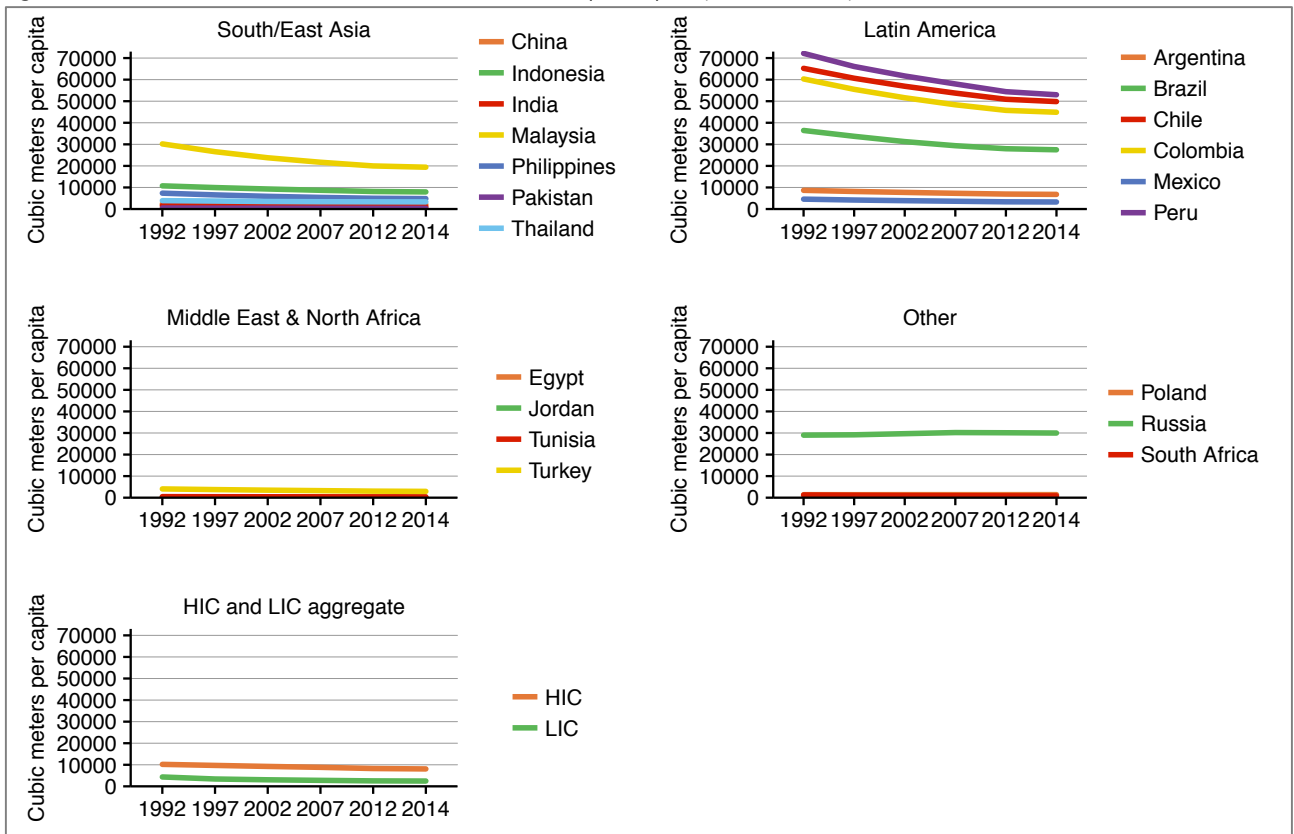 South/East Asia
Cubic meters per capita
70000
60000
50000
40000
30000
20000
10000
0
1992 1997 2002 2007 2012 2014
China
Indonesia
India
Malaysia
Philippines
Pakistan
Thailand
Latin America
Cubic meters per capita
70000
60000
50000
40000
30000
20000
10000
0
1992 1997 2002 2007 2012 2014
Argentina
Brazil
Chile
Colombia
Mexico
Peru
Middle East & North Africa
Cubic meters per capita
70000
60000
50000
40000
30000
20000
10000
0
1992 1997 2002 2007 2012 2014
Egypt
Jordan
Tunisia
Turkey
Other
Cubic meters per capita
70000
60000
50000
40000
30000
20000
10000
0
1992 1997 2002 2007 2012 2014
Poland
Russia
South Africa
HIC and LIC aggregate
Cubic meters per capita
70000
60000
50000
40000
30000
20000
10000
0
1992 1997 2002 2007 2012 2014
HIC
LIC